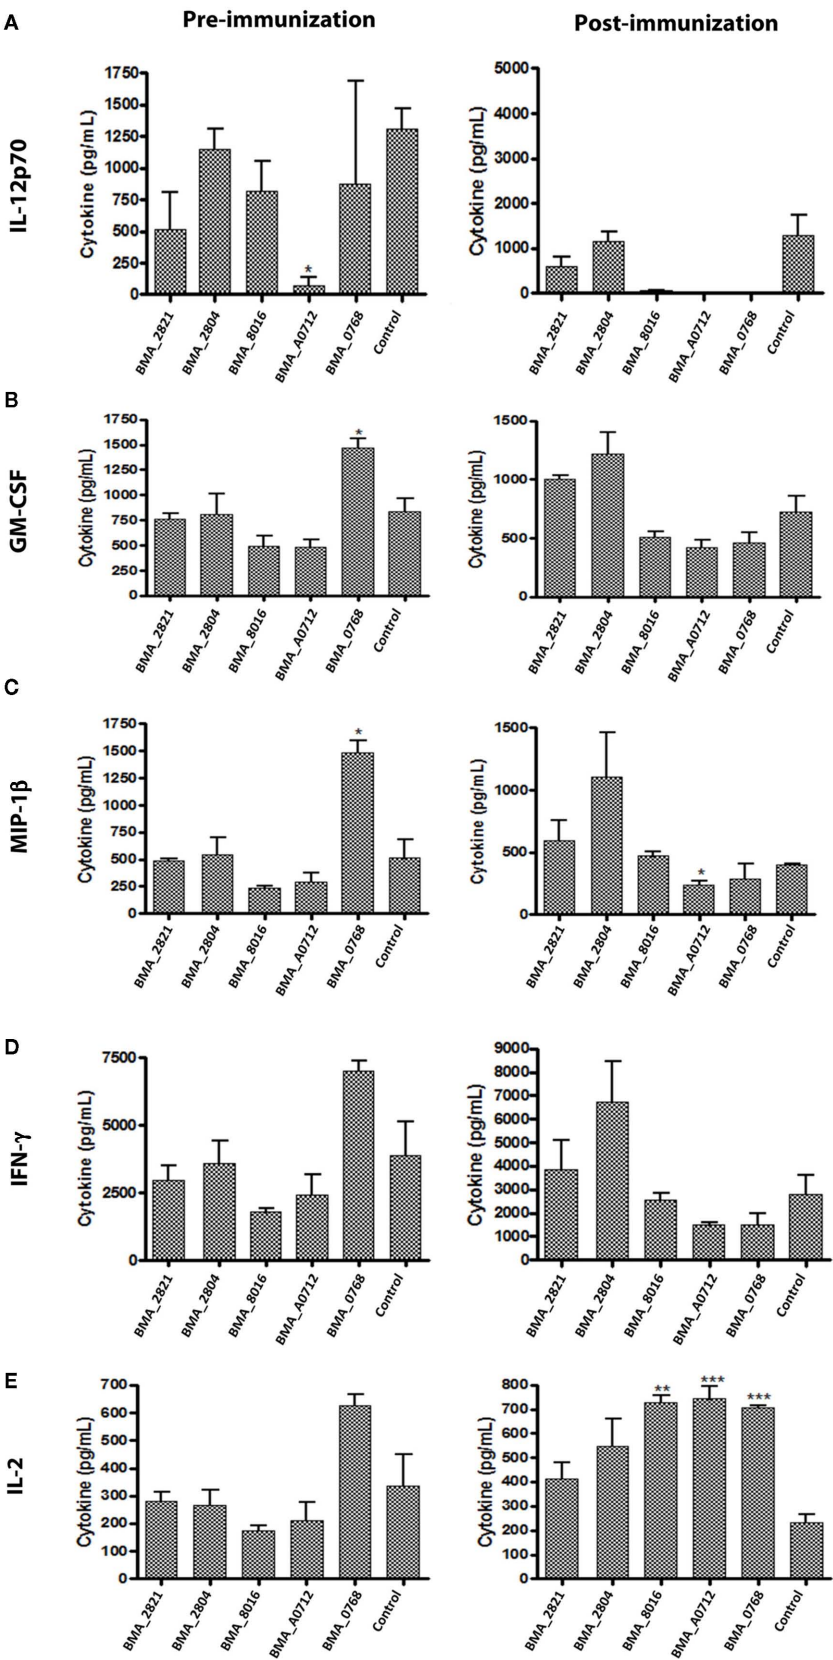 Pre-immunization
Post-immunization
A
IL-12p70
Cytokine (pg/mL)
1750
1500
1250
1000
750
500
250
0
*
BMA_2821
BMA_2804
BMA_8016
BMA_A0712
BMA_0768
Control
Cytokine (pg/mL)
5000
4000
3000
2000
1000
0
BMA_2821
BMA_2804
BMA_8016
BMA_A0712
BMA_0768
Control
B
GM-CSF
Cytokine (pg/mL)
1750
1500
1250
1000
750
500
250
0
*
BMA_2821
BMA_2804
BMA_8016
BMA_A0712
BMA_0768
Control
Cytokine (pg/mL)
1500
1000
500
0
BMA_2821
BMA_2804
BMA_8016
BMA_A0712
BMA_0768
Control
C
MIP-1β
Cytokine (pg/mL)
1750
1500
1250
1000
750
500
250
0
*
BMA_2821
BMA_2804
BMA_8016
BMA_A0712
BMA_0768
Control
Cytokine (pg/mL)
1500
1000
500
0
*
BMA_2821
BMA_2804
BMA_8016
BMA_A0712
BMA_0768
Control
D
IFN-γ
Cytokine (pg/mL)
7500
5000
2500
0
BMA_2821
BMA_2804
BMA_8016
BMA_A0712
BMA_0768
Control
Cytokine (pg/mL)
9000
8000
7000
6000
5000
4000
3000
2000
1000
0
BMA_2821
BMA_2804
BMA_8016
BMA_A0712
BMA_0768
Control
E
IL-2
Cytokine (pg/mL)
700
600
500
400
300
200
100
0
BMA_2821
BMA_2804
BMA_8016
BMA_A0712
BMA_0768
Control
Cytokine (pg/mL)
800
700
600
500
400
300
200
100
0
**
***
***
BMA_2821
BMA_2804
BMA_8016
BMA_A0712
BMA_0768
Control